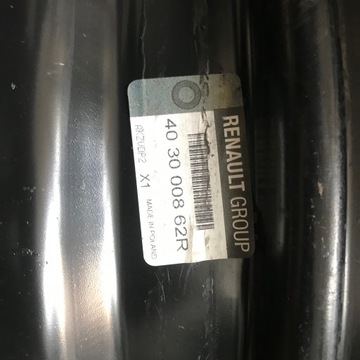 RENAULT GROUP
40 30 008 62R
X1 MADE IN POLAND